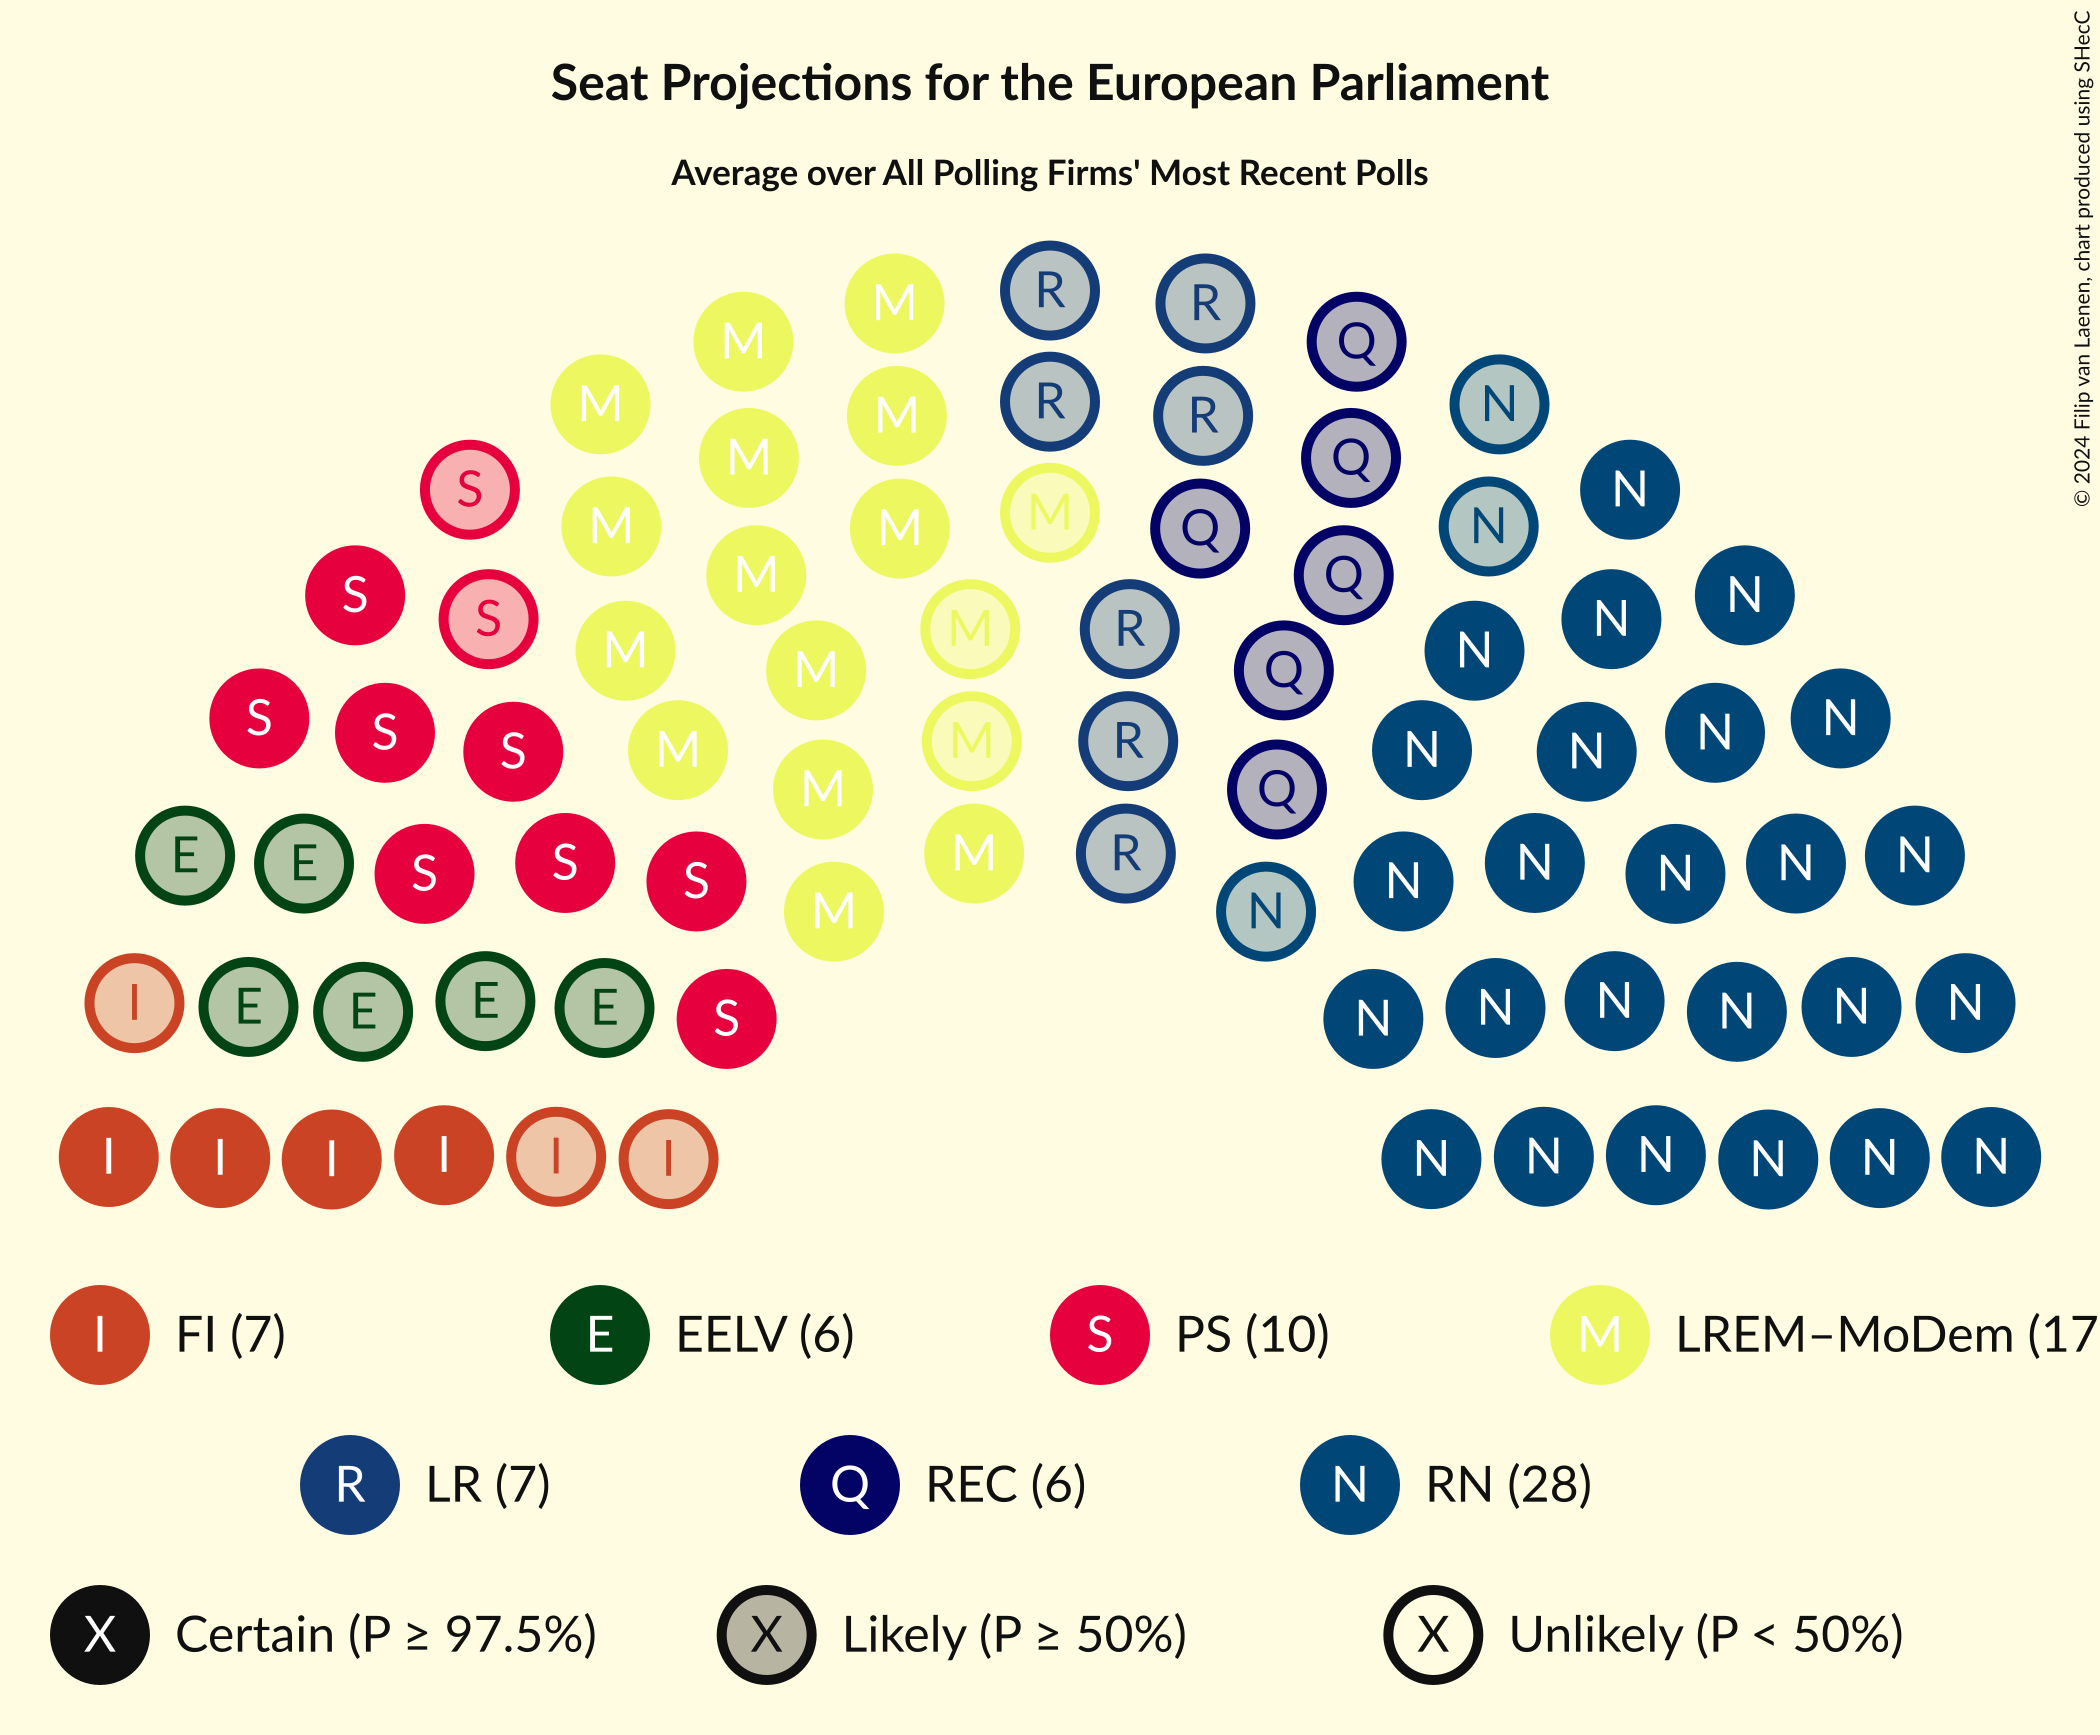 Seat Projections for the European Parliament
Average over All Polling Firms' Most Recent Polls
© 2024 Filip van Laenen, chart produced using SHecC
M R R
M Q
M M N
M R R
M M Q
S M N N
M M M Q
M Q
S S M R N N
M M N
S S S M M R N N N
M Q
E E S S S M R N N N N N
M N
I E E E E S N N N N N N
I I I I I I N N N N N N
I FI (7) E EELV (6) S PS (10) M LREM–MoDem (17
R LR (7) Q REC (6) N RN (28)
X Certain (P ≥ 97.5%) X Likely (P ≥ 50%) X Unlikely (P < 50%)